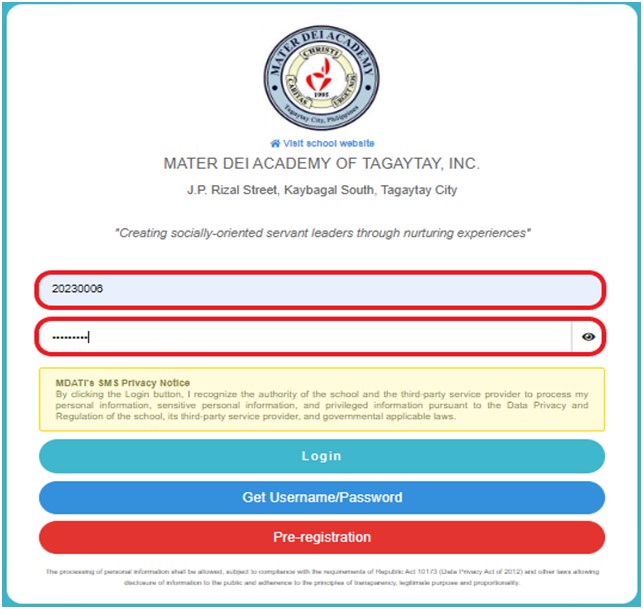 MATER DEI ACADEMY
CHRISTI
CARITAS URGET NOS
1995
Tagaytay City, Philippines
Visit school website
MATER DEI ACADEMY OF TAGAYTAY, INC.
J.P. Rizal Street, Kaybagal South, Tagaytay City
"Creating socially-oriented servant leaders through nurturing experiences"
20230006
•••••••••
MDATI's SMS Privacy Notice
By clicking the Login button, I recognize the authority of the school and the third-party service provider to process my
personal information, sensitive personal information, and privileged information pursuant to the Data Privacy and
Regulation of the school, its third-party service provider, and governmental applicable laws.
Login
Get Username/Password
Pre-registration
The processing of personal information shall be allowed, subject to compliance with the requirements of Republic Act 10173 (Data Privacy Act of 2012) and other laws allowing
disclosure of information to the public and adherence to the principles of transparency, legitimate purpose and proportionality.